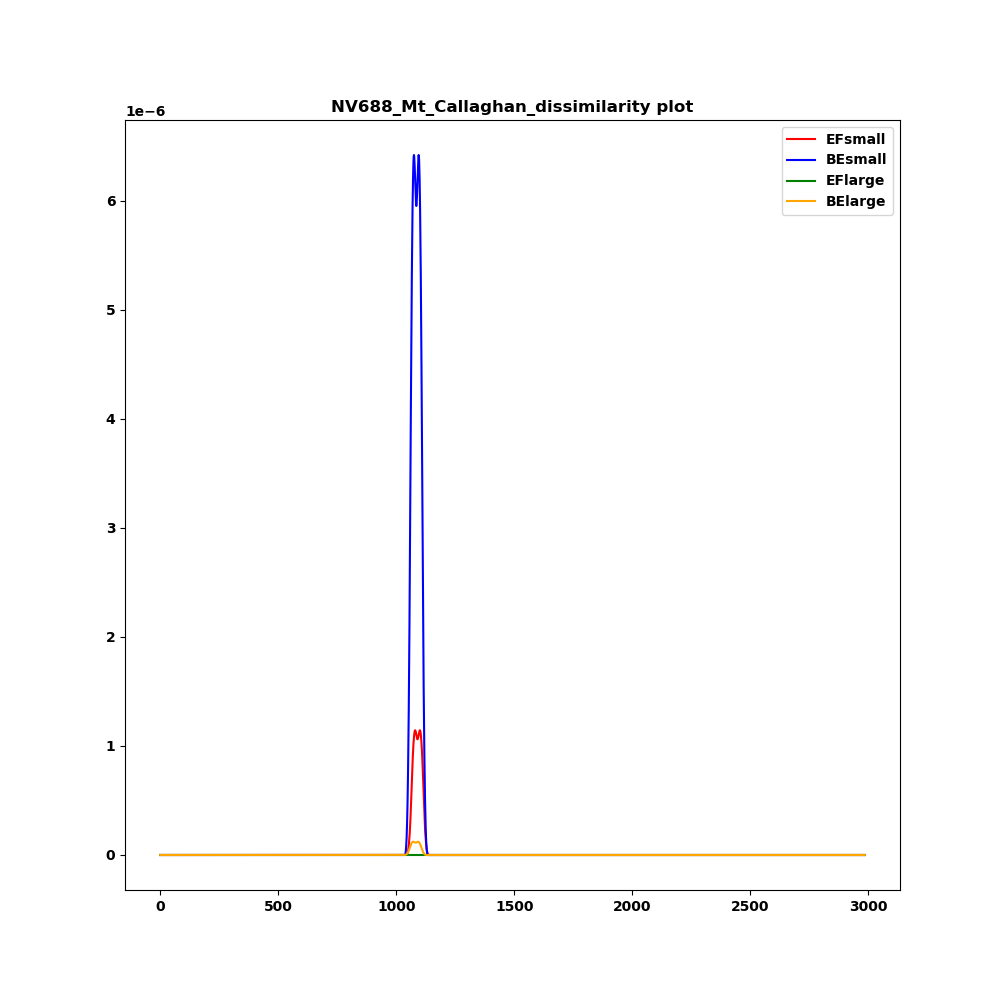 NV688_Mt_Callaghan_dissimilarity plot
1e−6
EFsmall
BEsmall
EFlarge
BElarge
6
5
4
3
2
1
0
0 500 1000 1500 2000 2500 3000